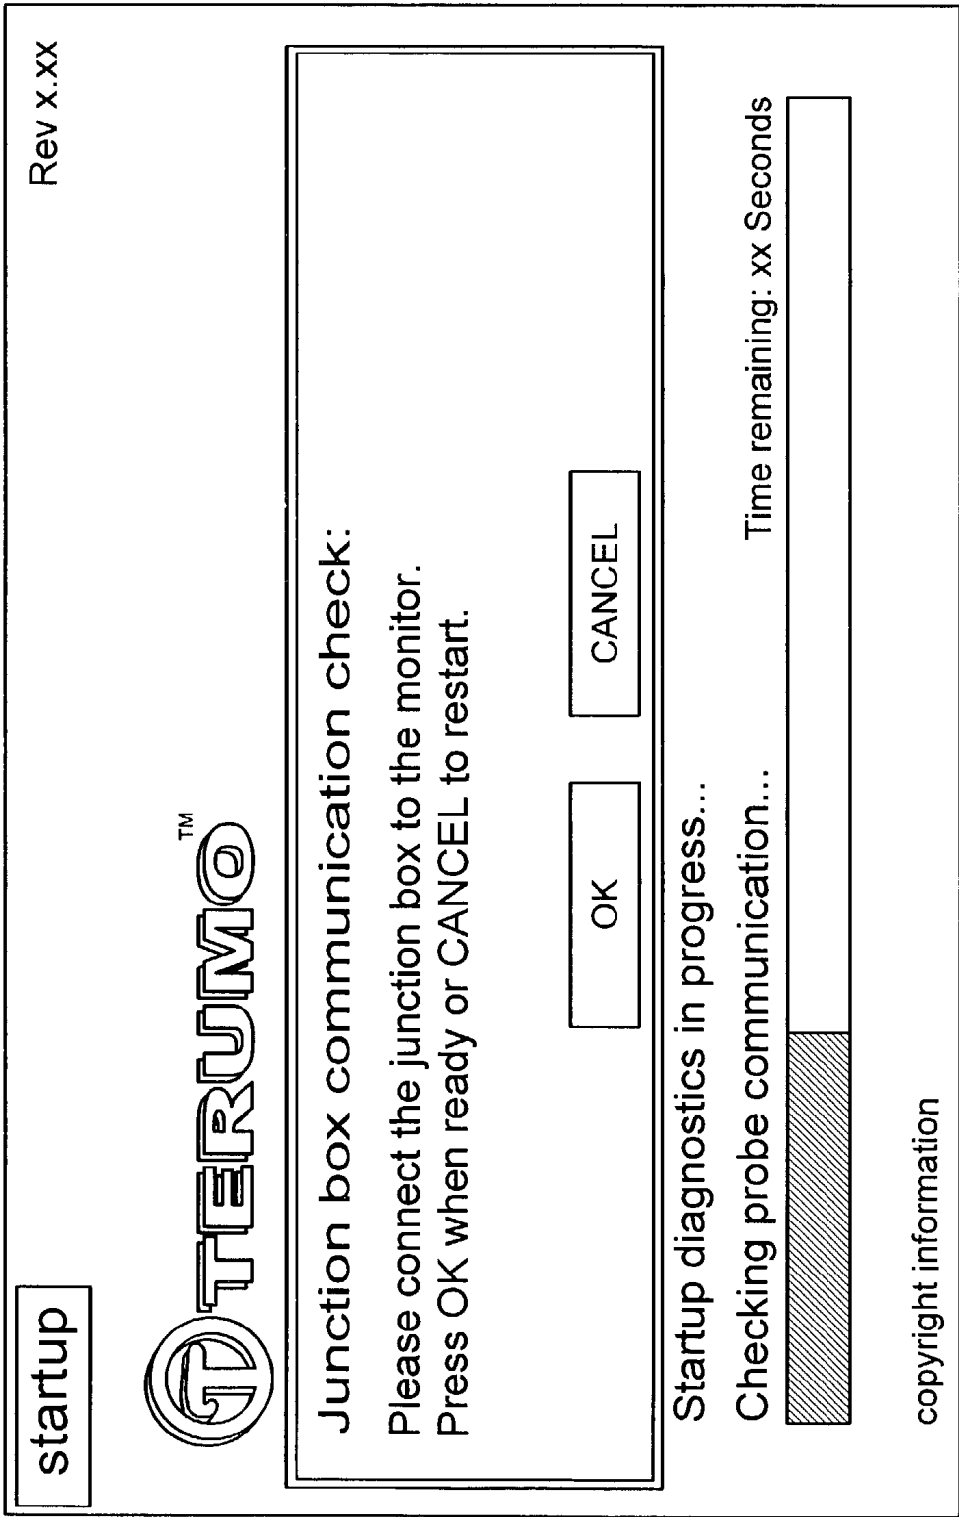 startup
Rev x.xx
TERUMO™
Junction box communication check:
Please connect the junction box to the monitor.
Press OK when ready or CANCEL to restart.
OK
CANCEL
Startup diagnostics in progress...
Checking probe communication...
Time remaining: xx Seconds
copyright information